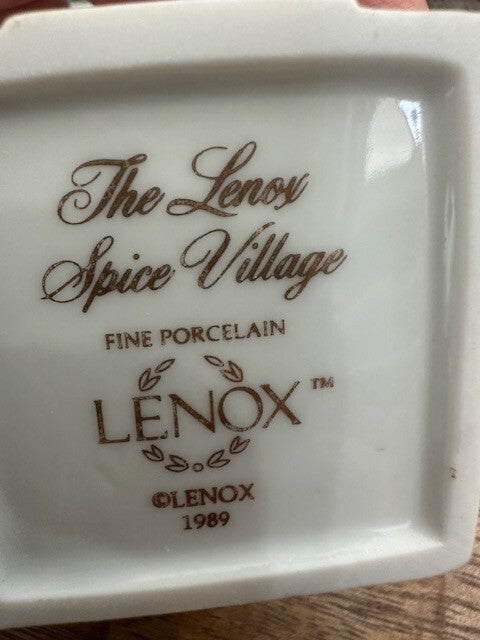 The Lenox
Spice Village
FINE PORCELAIN
LENOX™
©LENOX
1989